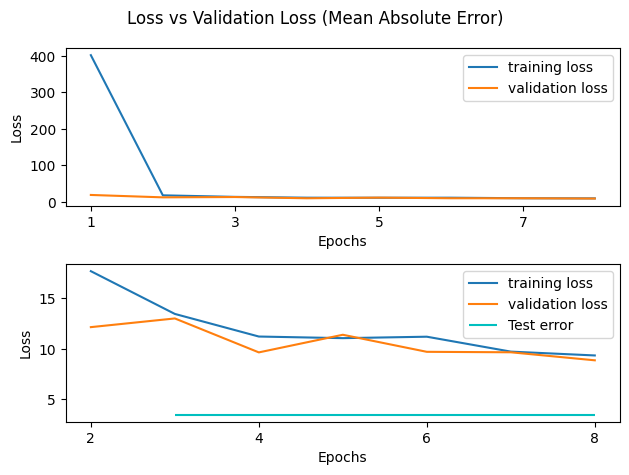 Loss vs Validation Loss (Mean Absolute Error)
400
300
200
100
0
Loss
training loss
validation loss
1
3
5
7
Epochs
15
10
5
Loss
training loss
validation loss
Test error
2
4
6
8
Epochs